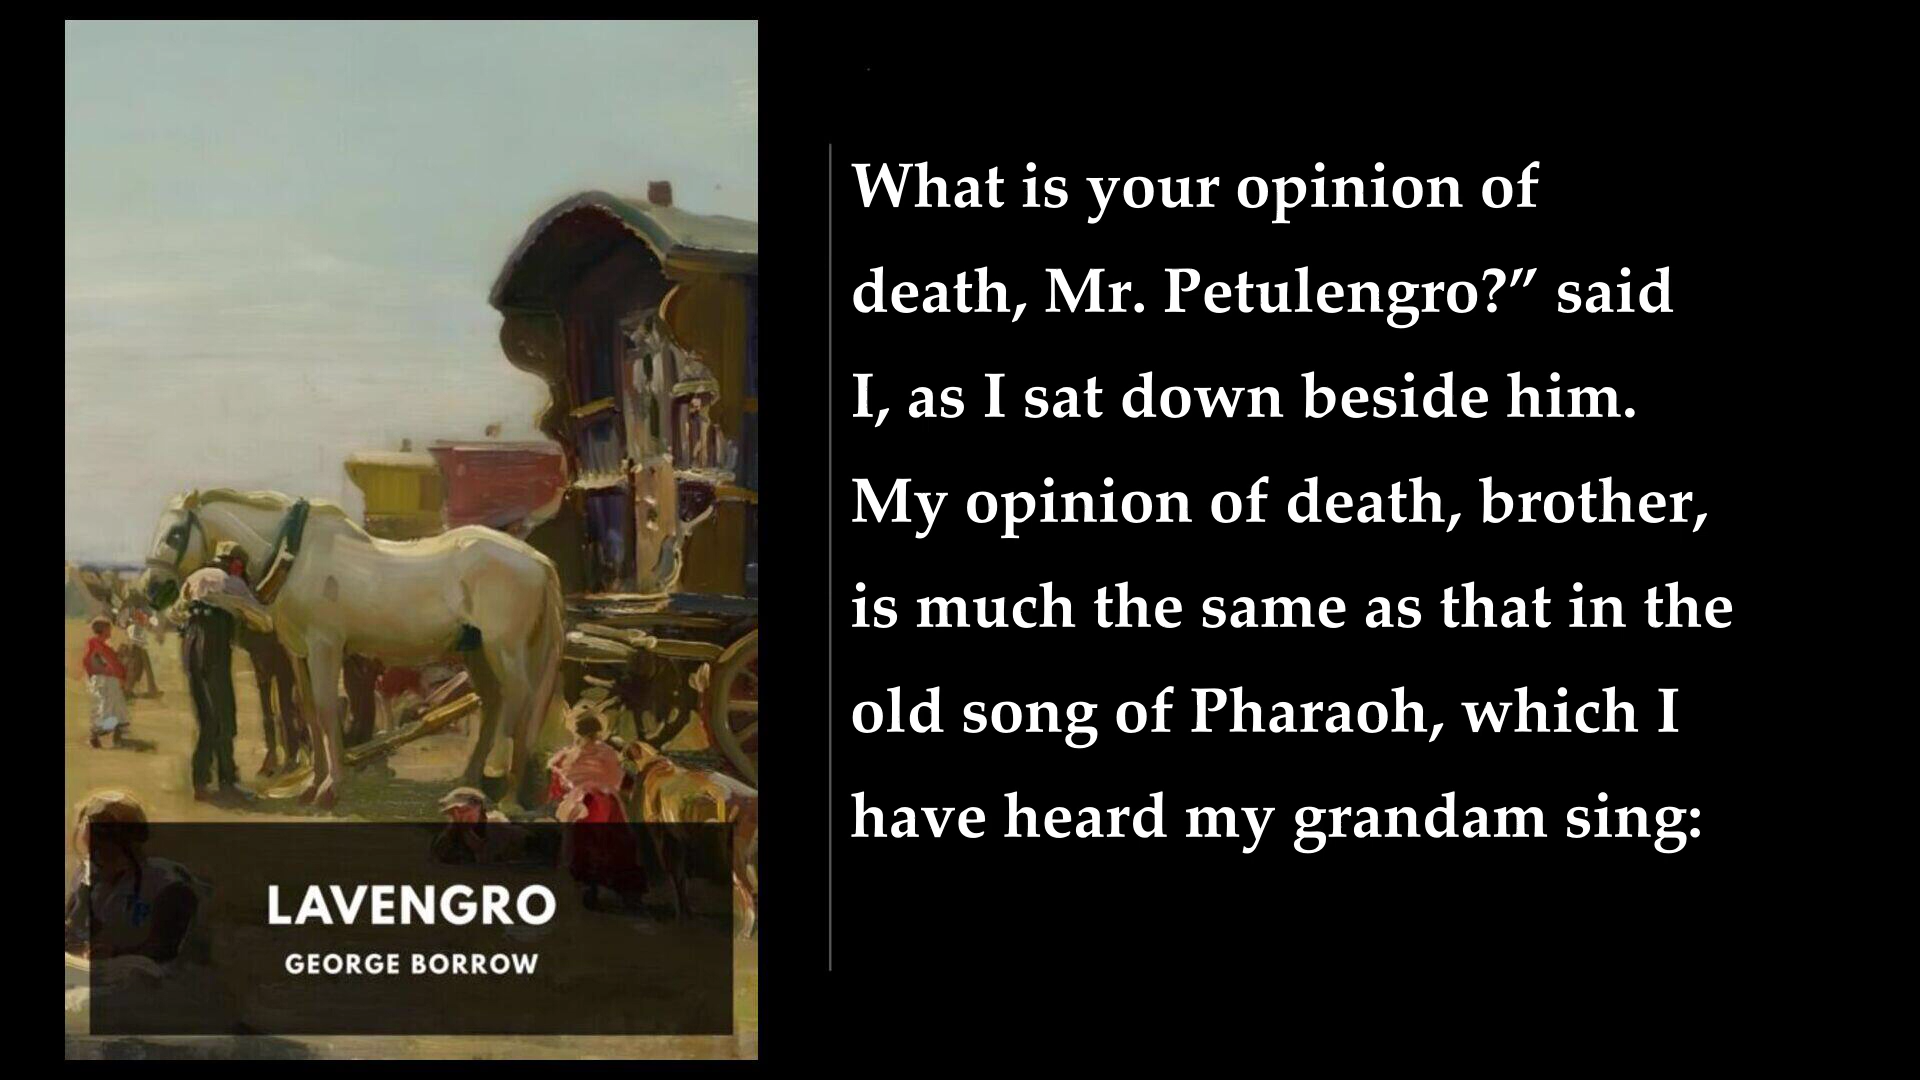 What is your opinion of
death, Mr. Petulengro?” said
I, as I sat down beside him.
My opinion of death, brother,
is much the same as that in the
old song of Pharaoh, which I
have heard my grandam sing:
LAVENGRO
GEORGE BORROW